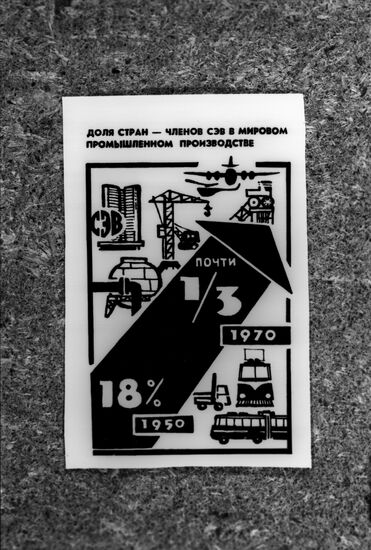 ДОЛЯ СТРАН — ЧЛЕНОВ СЭВ В МИРОВОМ
ПРОМЫШЛЕННОМ ПРОИЗВОДСТВЕ
СЭВ
ПОЧТИ
1/3
1970
18%
1950